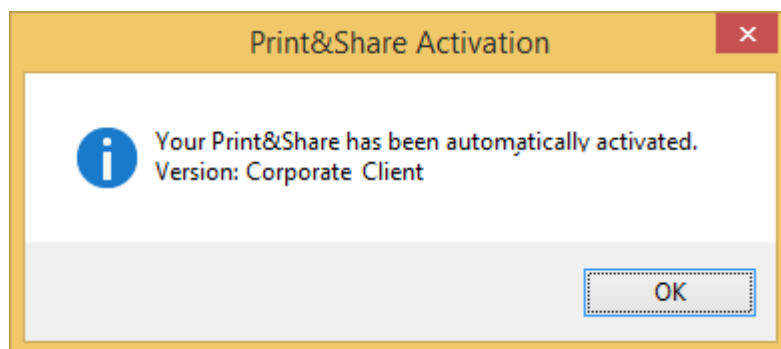 Print&Share Activation
Your Print&Share has been automatically activated.
Version: Corporate Client
OK